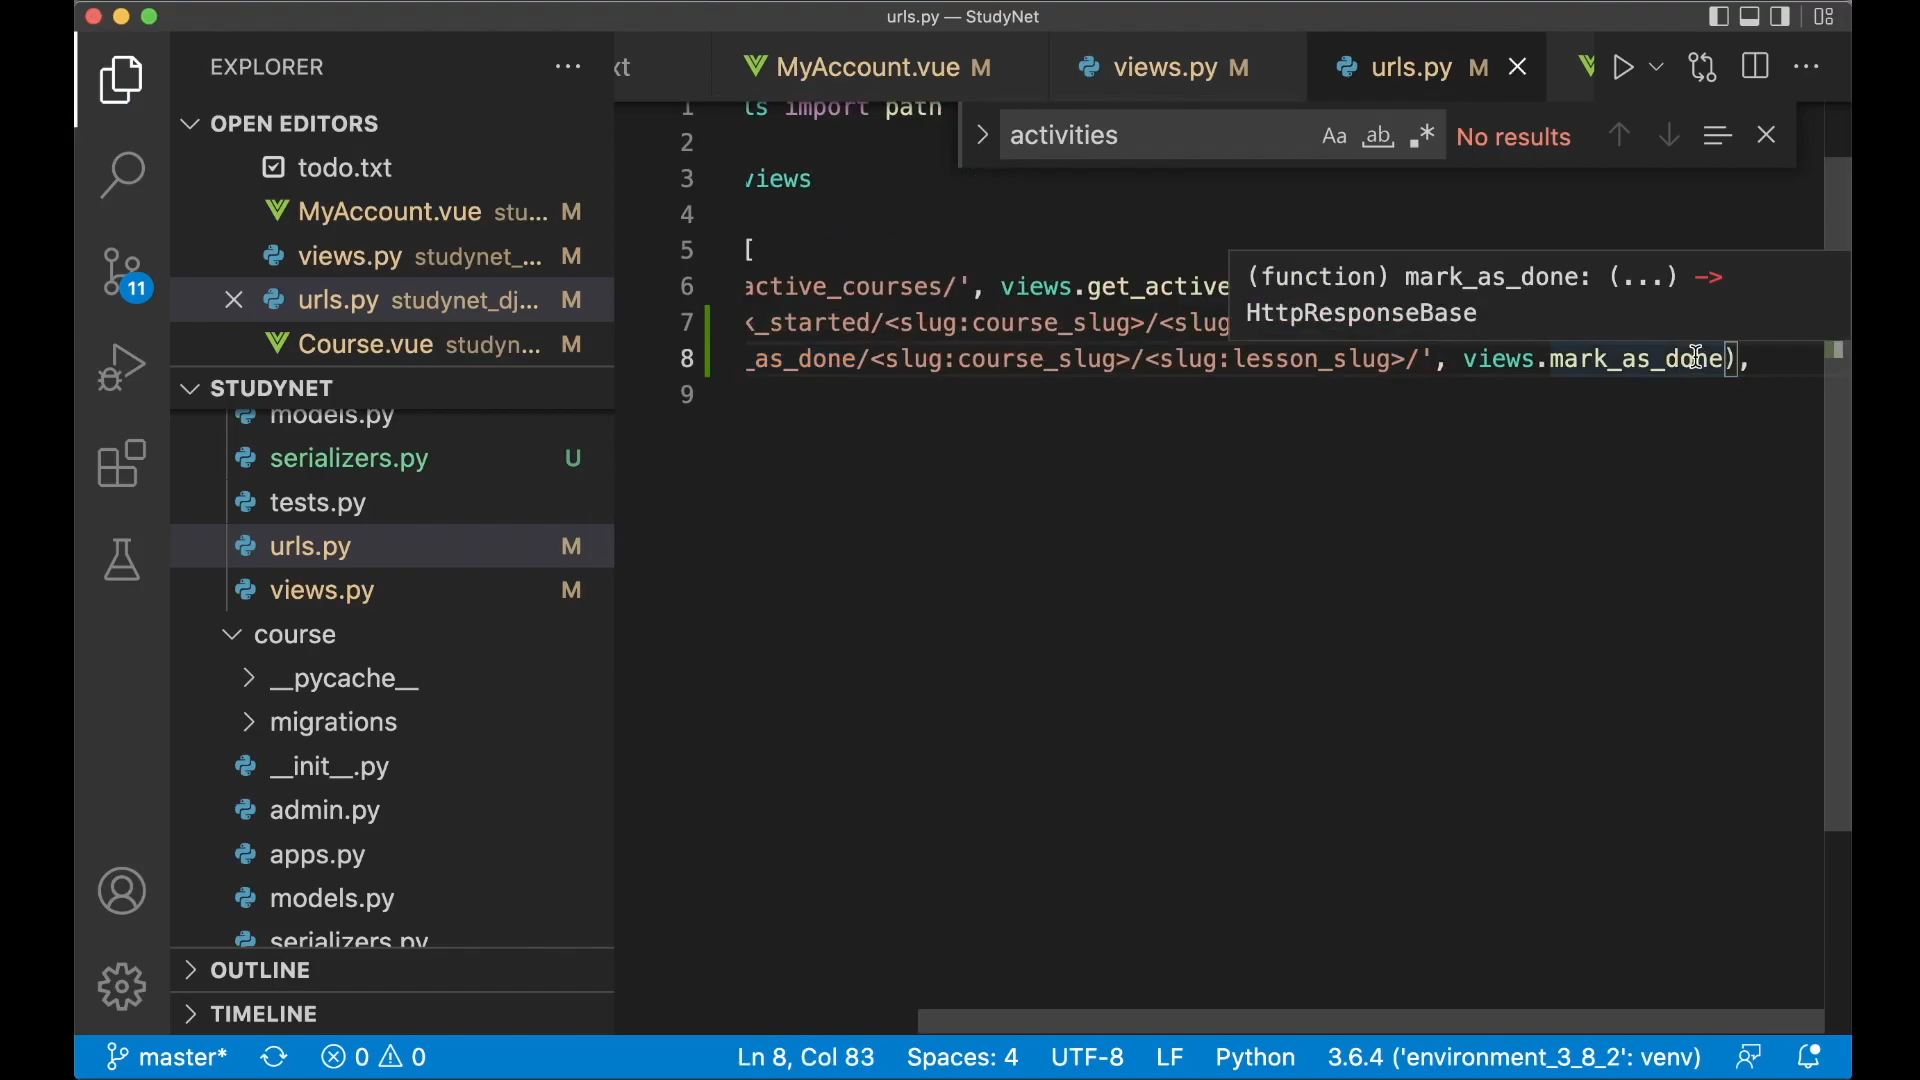 urls.py — StudyNet
EXPLORER
xt
MyAccount.vue M
views.py M
urls.py M
OPEN EDITORS
todo.txt
MyAccount.vue stu... M
views.py studynet_... M
urls.py studynet_dj... M
Course.vue studyn... M
STUDYNET
models.py
serializers.py U
tests.py
urls.py M
views.py M
course
__pycache__
migrations
__init__.py
admin.py
apps.py
models.py
serializers.py
OUTLINE
TIMELINE
11
activities
Aa ab
No results
1 ls import path
2
3 views
4
5 [
6 active_courses/', views.get_active
7 k_started/<slug:course_slug>/<slug
8 _as_done/<slug:course_slug>/<slug:lesson_slug>/', views.mark_as_done),
9
(function) mark_as_done: (...) ->
HttpResponseBase
master* 0 0 Ln 8, Col 83 Spaces: 4 UTF-8 LF Python 3.6.4 ('environment_3_8_2': venv)